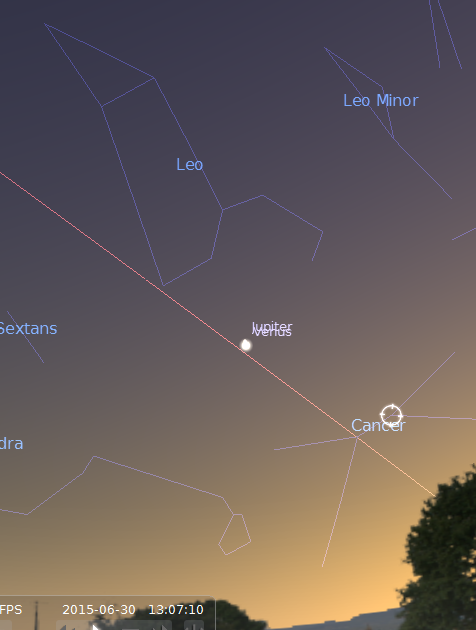 Leo Minor
Leo
Jupiter
Venus
Sextans
Cancer
dra
FPS 2015-06-30 13:07:10